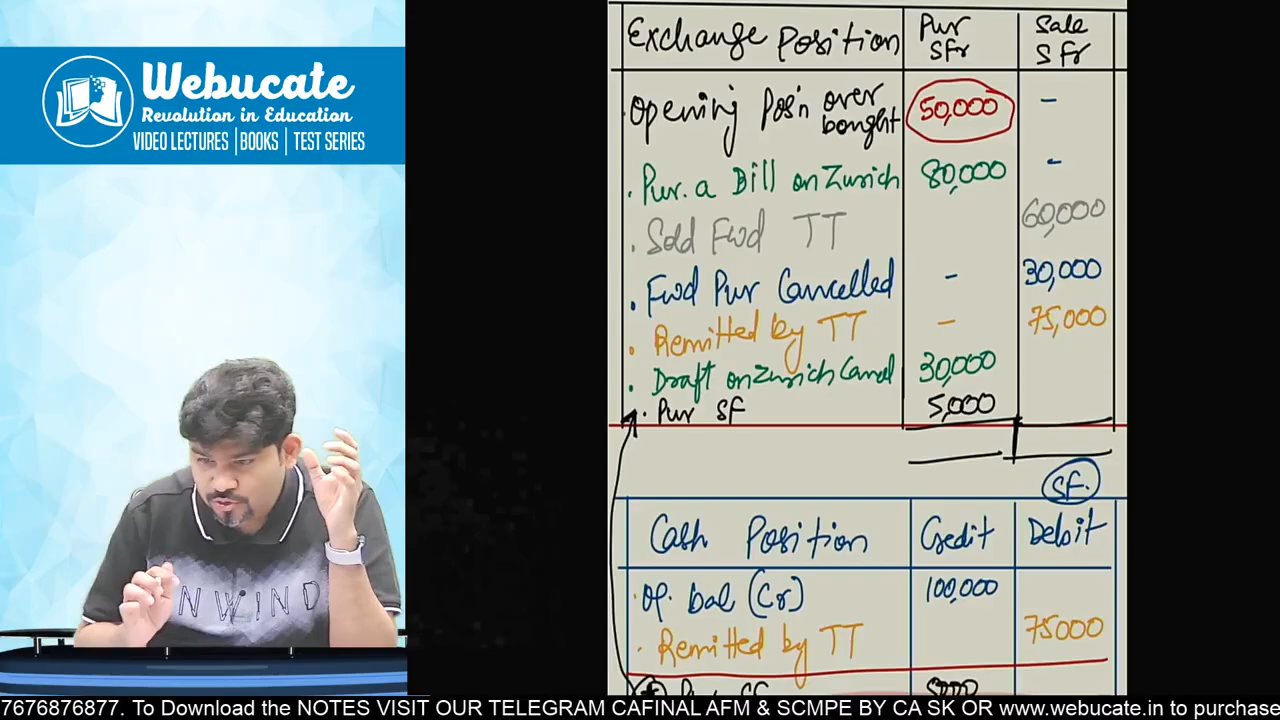 Webucate
Revolution in Education
VIDEO LECTURES | BOOKS | TEST SERIES
Exchange Position Pur SFr Sale SFr
Opening Pos'n over bought 50,000 -
. Pur. a Bill on Zurich 80,000 -
. Sold Fwd TT 60,000
. Fwd Pur Cancelled - 30,000
. Remitted by TT - 75,000
. Draft on Zurich Cancel 30,000
. Pur SF 5,000
SF.
Cash Position Credit Debit
. Op. bal (Cr) 100,000
. Remitted by TT 75000
UNWIND
7676876877. To Download the NOTES VISIT OUR TELEGRAM CAFINAL AFM & SCMPE BY CA SK OR www.webucate.in to purchase